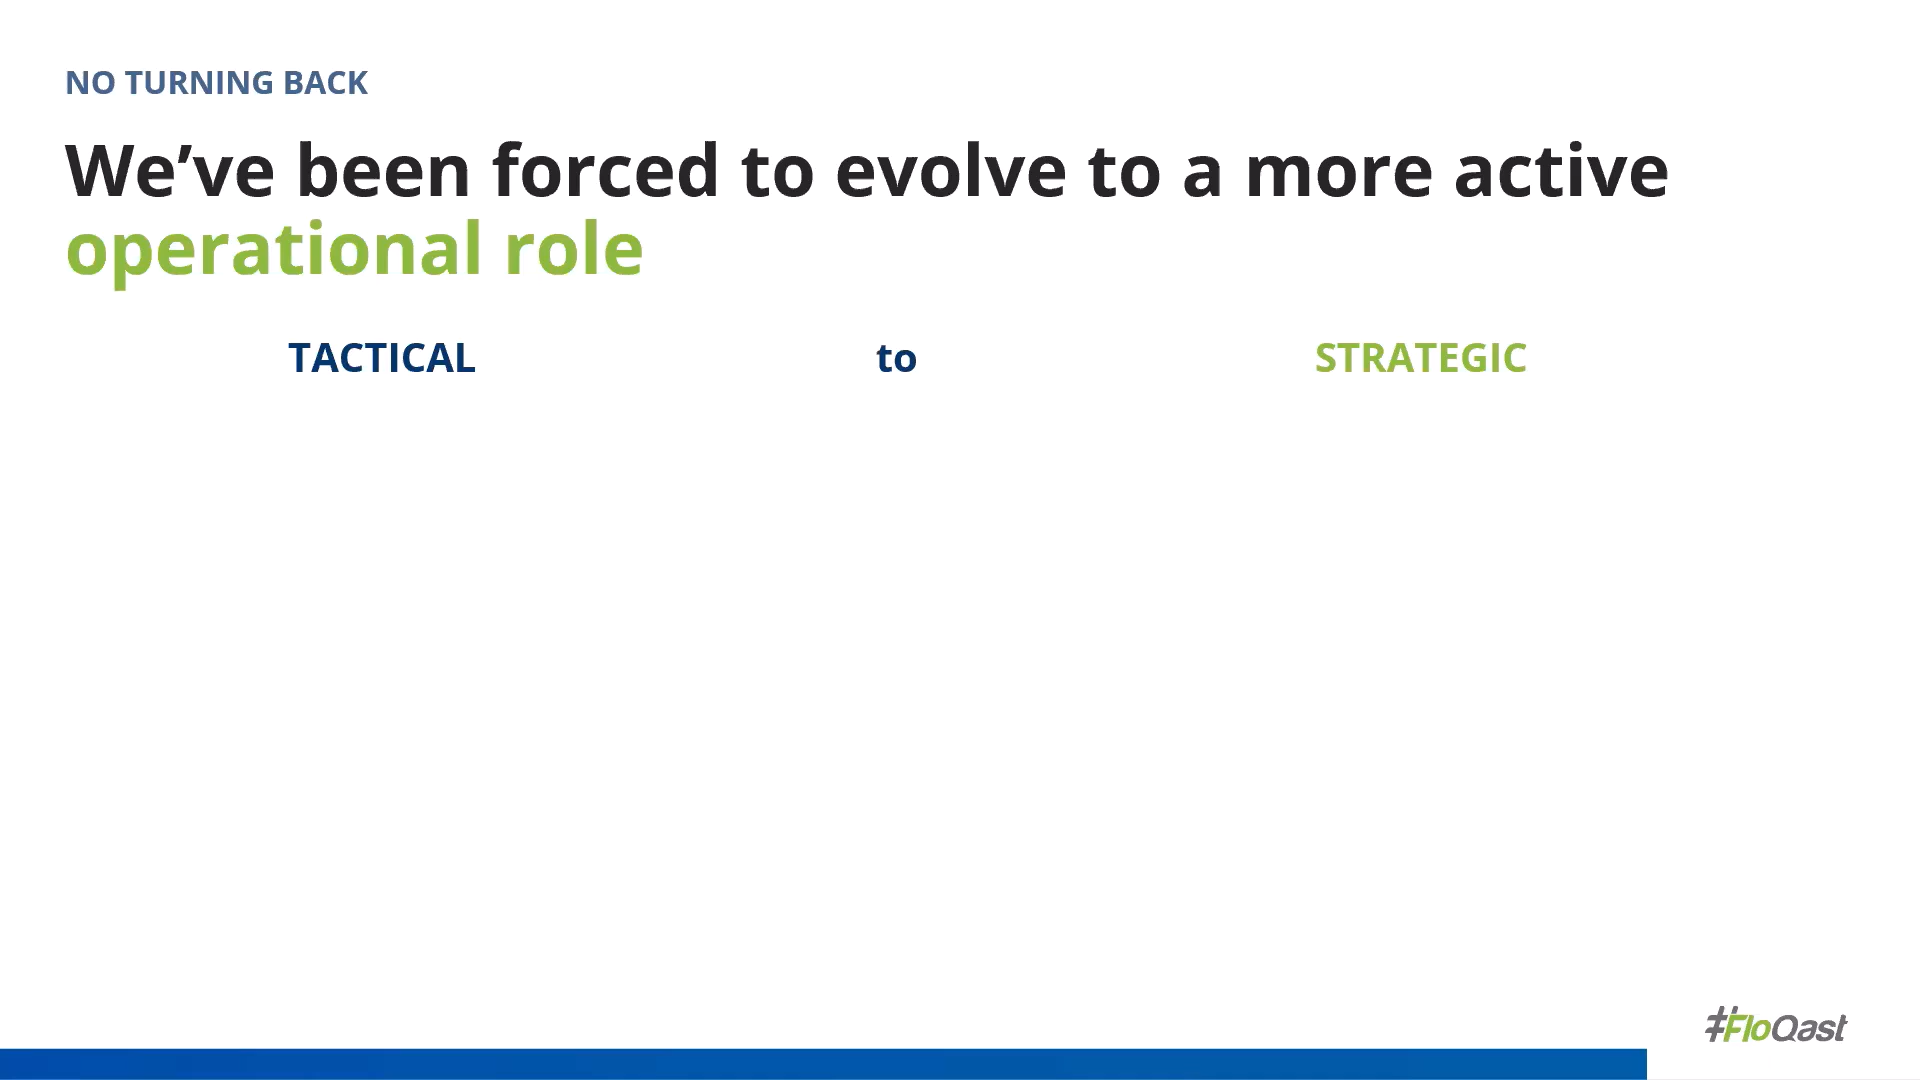 NO TURNING BACK
We’ve been forced to evolve to a more active
operational role
TACTICAL to STRATEGIC
#FloQast